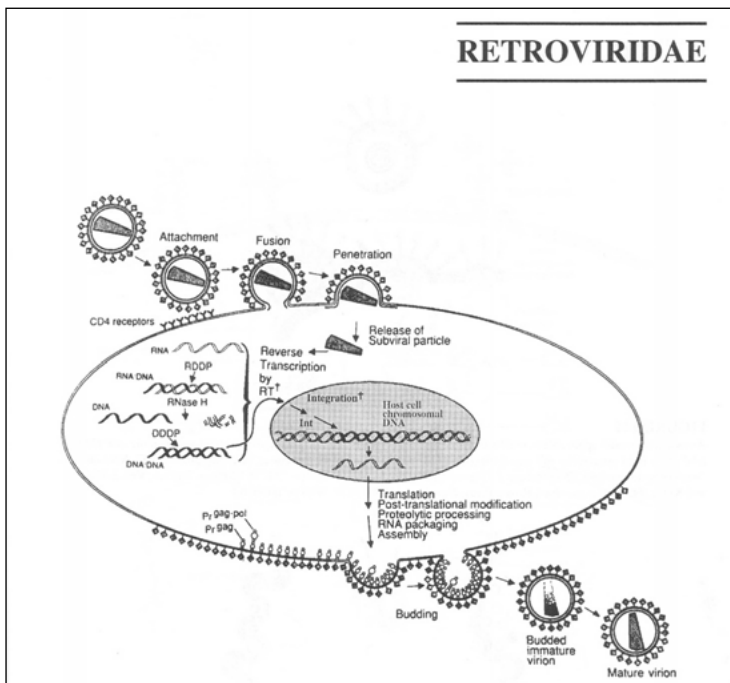 RETROVIRIDAE
Attachment
Fusion
Penetration
CD4 receptors
Release of
Subviral particle
Reverse
Transcription
by
RT†
RNA
RDDP
RNA DNA
RNase H
DNA
DDDP
DNA DNA
Integration†
Int
Host cell
chromosomal
DNA
Translation
Post-translational modification
Proteolytic processing
RNA packaging
Assembly
Pr gag-pol
Pr gag
Budding
Budded
immature
virion
Mature virion